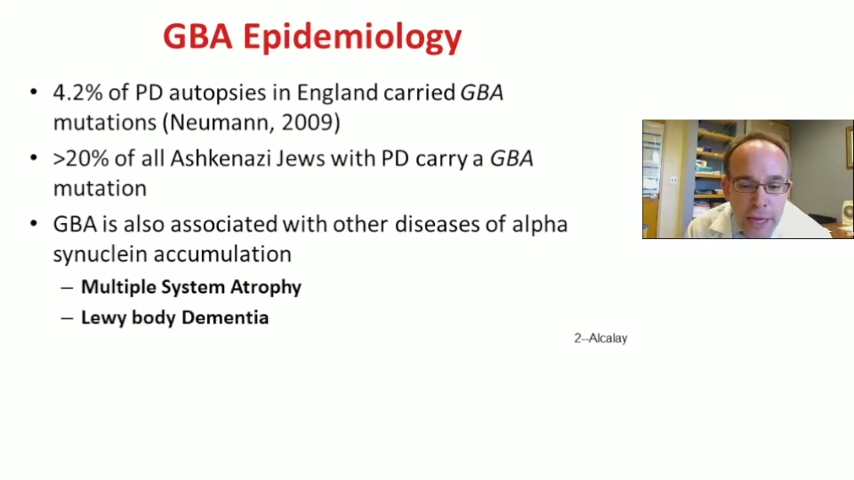 GBA Epidemiology
• 4.2% of PD autopsies in England carried GBA
mutations (Neumann, 2009)
• >20% of all Ashkenazi Jews with PD carry a GBA
mutation
• GBA is also associated with other diseases of alpha
synuclein accumulation
– Multiple System Atrophy
– Lewy body Dementia
2--Alcalay